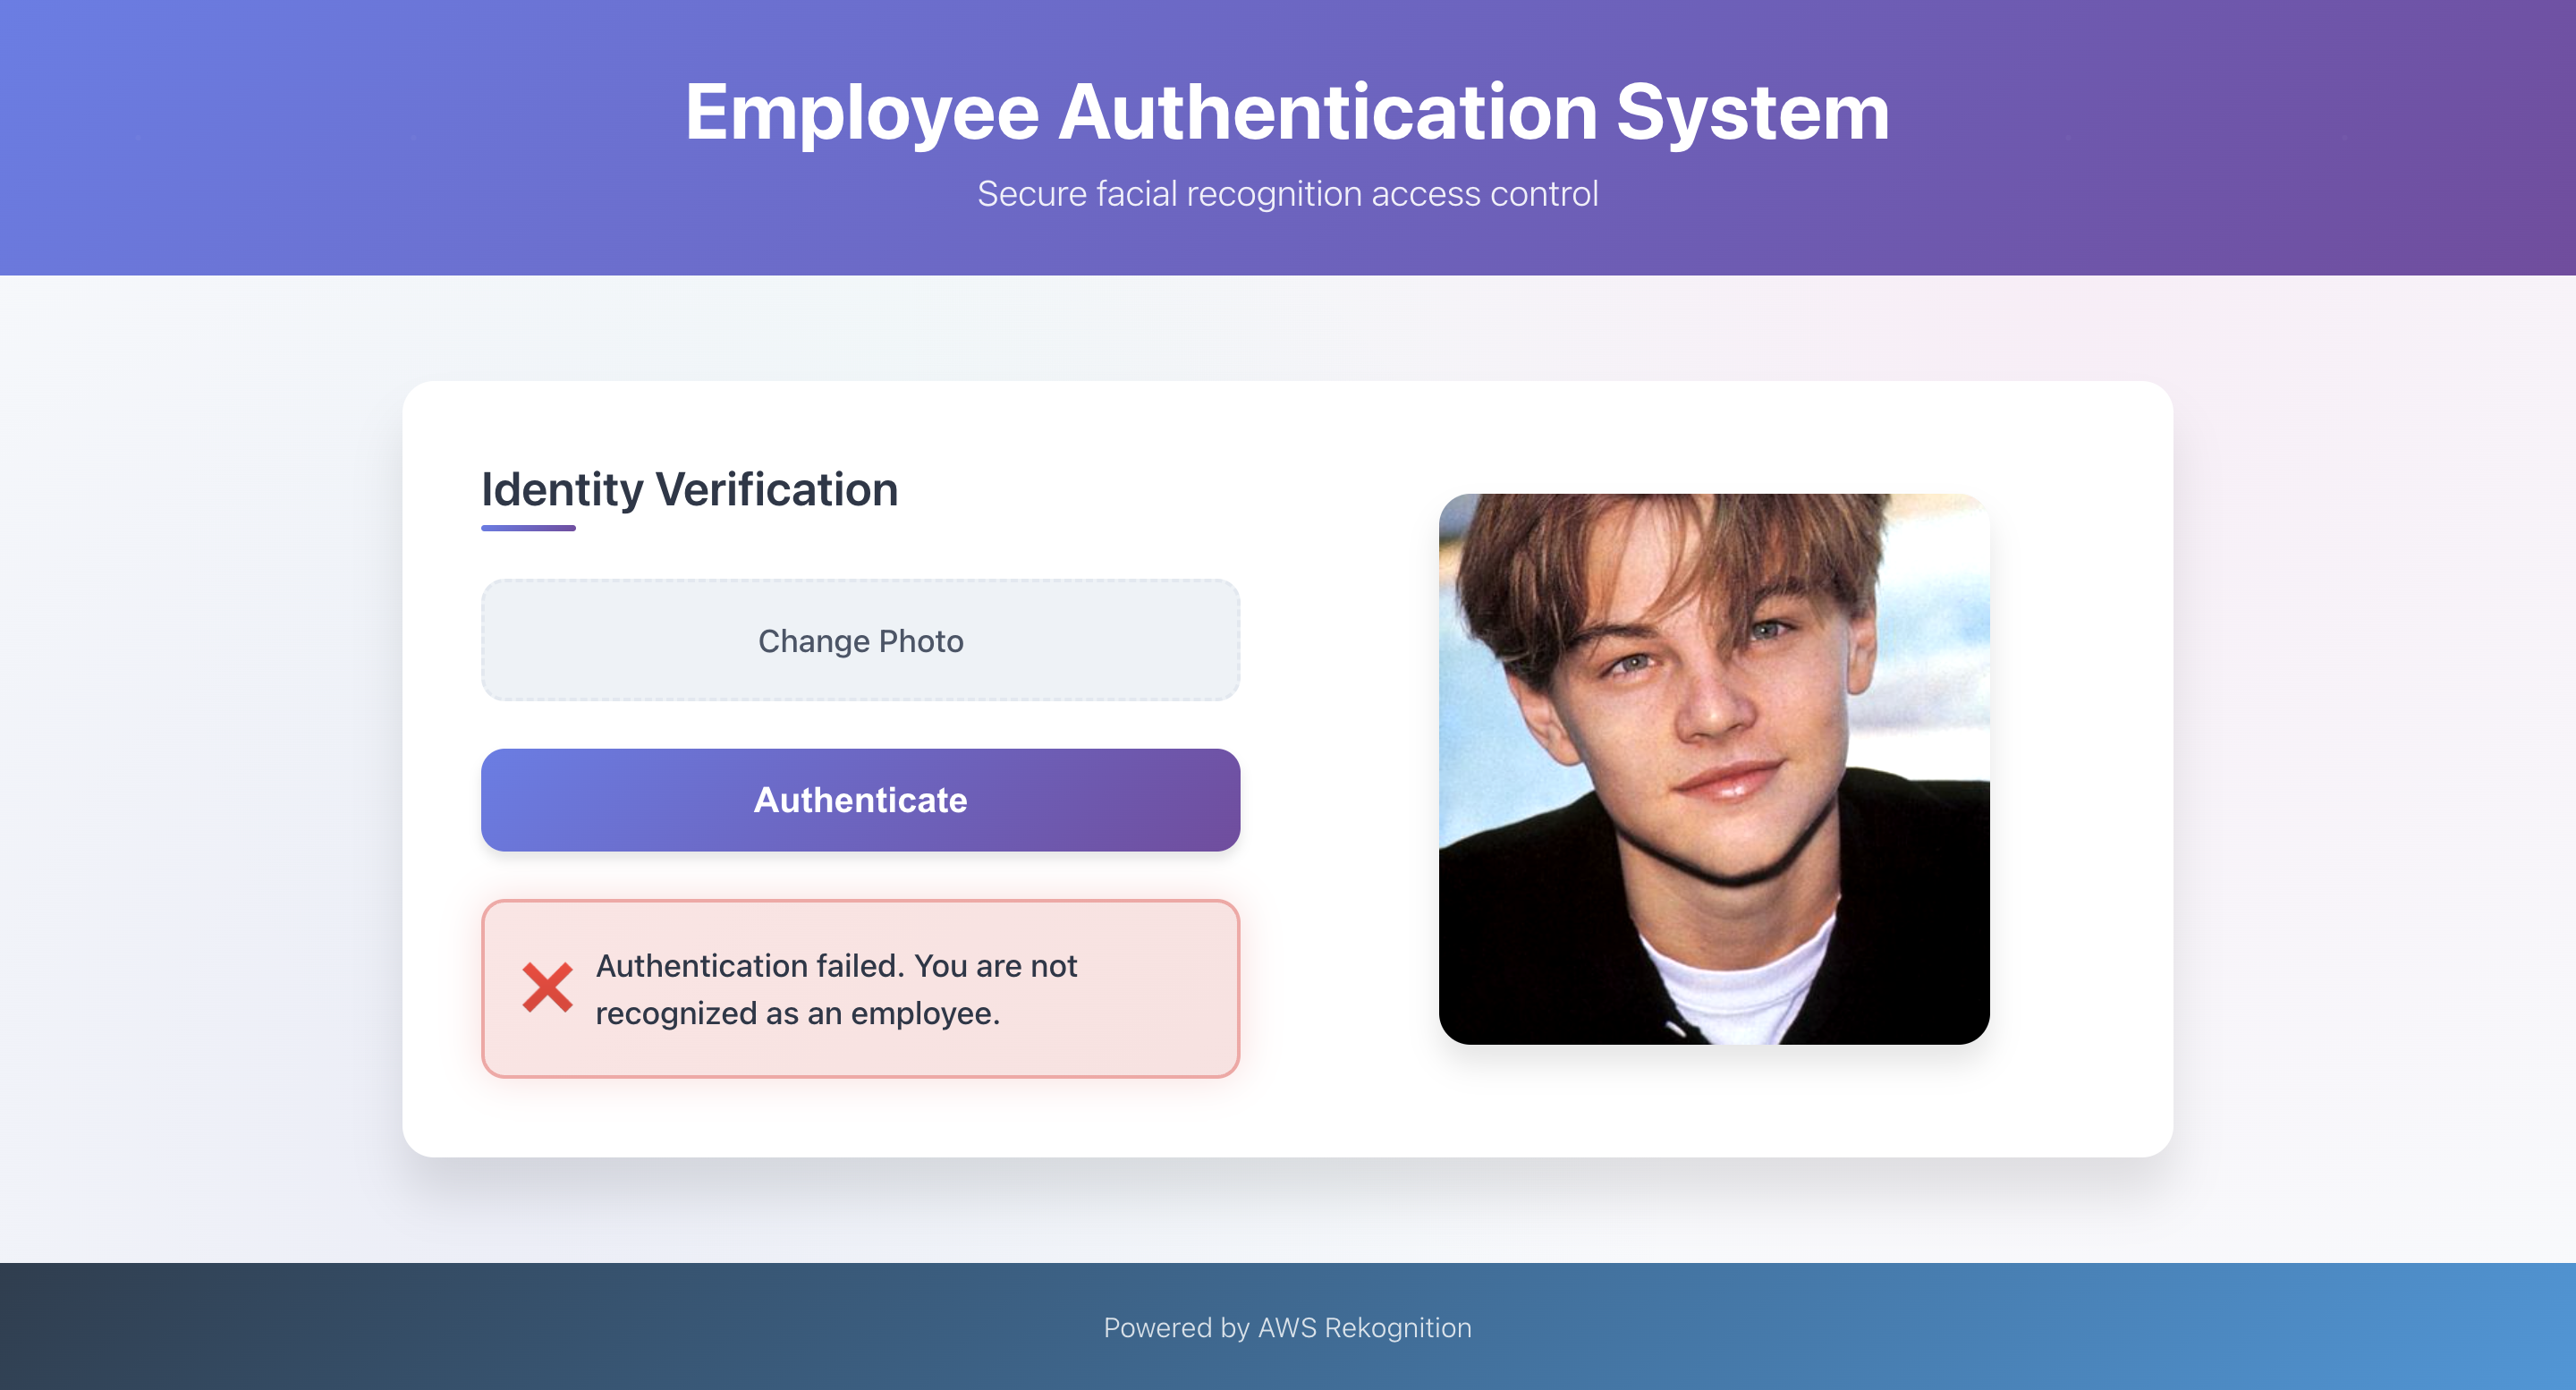 Employee Authentication System
Secure facial recognition access control
Identity Verification
Change Photo
Authenticate
Authentication failed. You are not
recognized as an employee.
Powered by AWS Rekognition